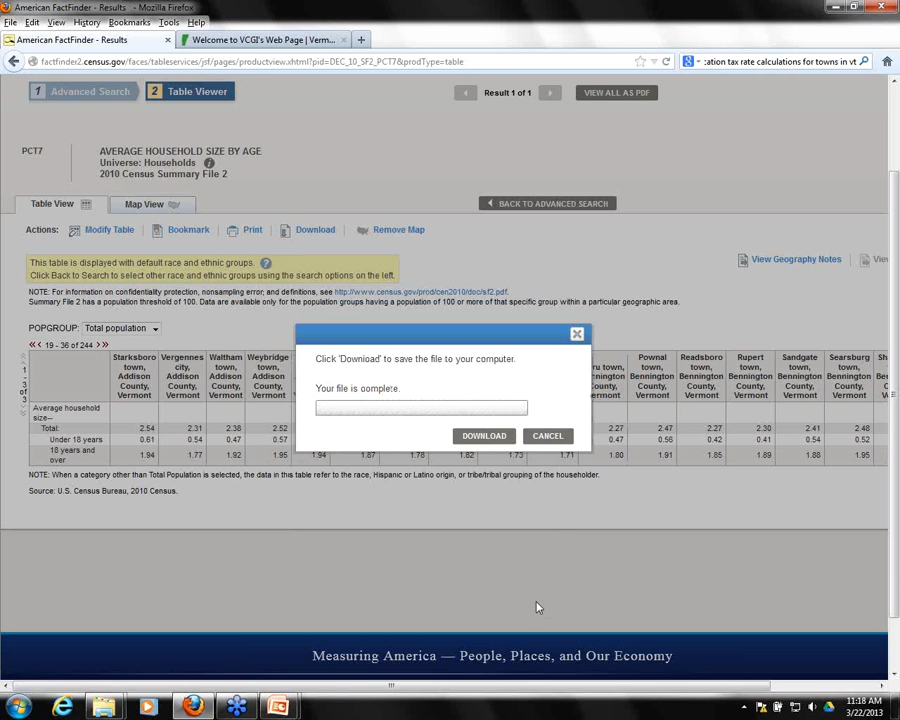 American FactFinder - Results - Mozilla Firefox
File Edit View History Bookmarks Tools Help
American FactFinder - Results × Welcome to VCGI's Web Page | Verm... × +
factfinder2.census.gov/faces/tableservices/jsf/pages/productview.xhtml?pid=DEC_10_SF2_PCT7&prodType=table
:ation tax rate calculations for towns in vt
1 Advanced Search 2 Table Viewer Result 1 of 1 VIEW ALL AS PDF
PCT7 AVERAGE HOUSEHOLD SIZE BY AGE
Universe: Households
2010 Census Summary File 2
Table View Map View BACK TO ADVANCED SEARCH
Actions: Modify Table Bookmark Print Download Remove Map
This table is displayed with default race and ethnic groups.
Click Back to Search to select other race and ethnic groups using the search options on the left.
View Geography Notes View
NOTE: For information on confidentiality protection, nonsampling error, and definitions, see http://www.census.gov/prod/cen2010/doc/sf2.pdf.
Summary File 2 has a population threshold of 100. Data are available only for the population groups having a population of 100 or more of that specific group within a particular geographic area.
POPGROUP: Total population
19 - 36 of 244
Starksboro town, Addison County, Vermont
Vergennes city, Addison County, Vermont
Waltham town, Addison County, Vermont
Weybridge town, Addison County, Vermont
ru town, Bennington County, Vermont
Pownal town, Bennington County, Vermont
Readsboro town, Bennington County, Vermont
Rupert town, Bennington County, Vermont
Sandgate town, Bennington County, Vermont
Searsburg town, Bennington County, Vermont
Average household size--
Total: 2.54 2.31 2.38 2.52 2.27 2.47 2.27 2.30 2.41 2.48
Under 18 years 0.61 0.54 0.47 0.57 0.47 0.56 0.42 0.41 0.54 0.52
18 years and over 1.94 1.77 1.92 1.95 1.78 1.82 1.73 1.71 1.80 1.91 1.85 1.89 1.88 1.95
Click 'Download' to save the file to your computer.
Your file is complete.
DOWNLOAD CANCEL
NOTE: When a category other than Total Population is selected, the data in this table refer to the race, Hispanic or Latino origin, or tribe/tribal grouping of the householder.
Source: U.S. Census Bureau, 2010 Census.
Measuring America — People, Places, and Our Economy
11:18 AM
3/22/2013